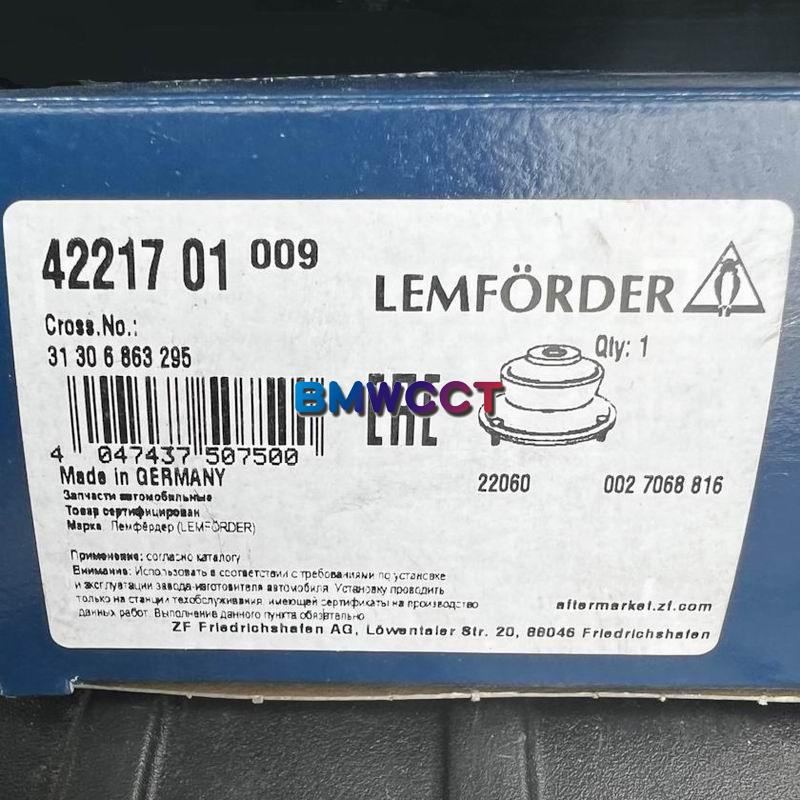 42217 01 009
LEMFÖRDER
Cross.No.:
31 30 6 863 295
Qty: 1
BMWCCT
EAC
4 047437 507500
22060 002 7068 816
Made in GERMANY
Запчасти автомобильные
Товар сертифицирован
Марка: Лемфёрдер (LEMFÖRDER)
Применение: согласно каталогу
Внимание: Использовать в соответствии с требованиями по установке
и эксплуатации завода-изготовителя автомобиля. Установку проводить
только на станции техобслуживания, имеющей сертификаты на производство
данных работ. Выполнение данного пункта обязательно
aftermarket.zf.com
ZF Friedrichshafen AG, Löwentaler Str. 20, 88046 Friedrichshafen